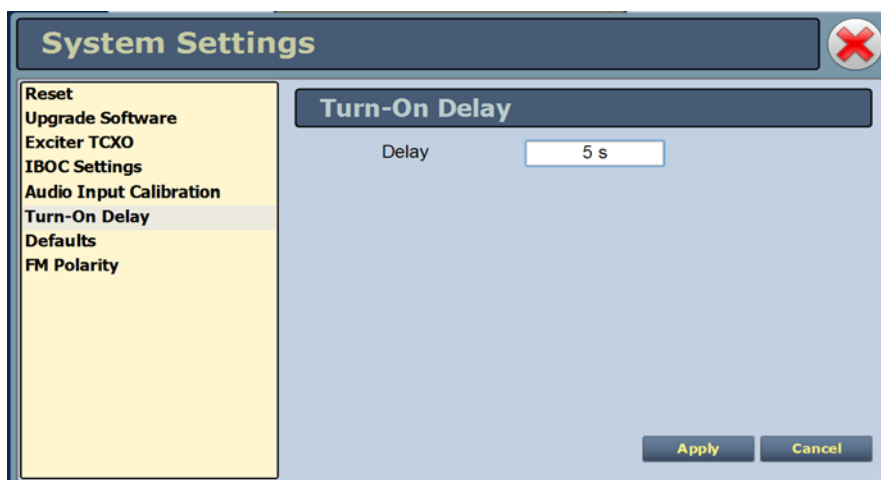 System Settings
Reset
Upgrade Software
Exciter TCXO
IBOC Settings
Audio Input Calibration
Turn-On Delay
Defaults
FM Polarity
Turn-On Delay
Delay 5 s
Apply Cancel